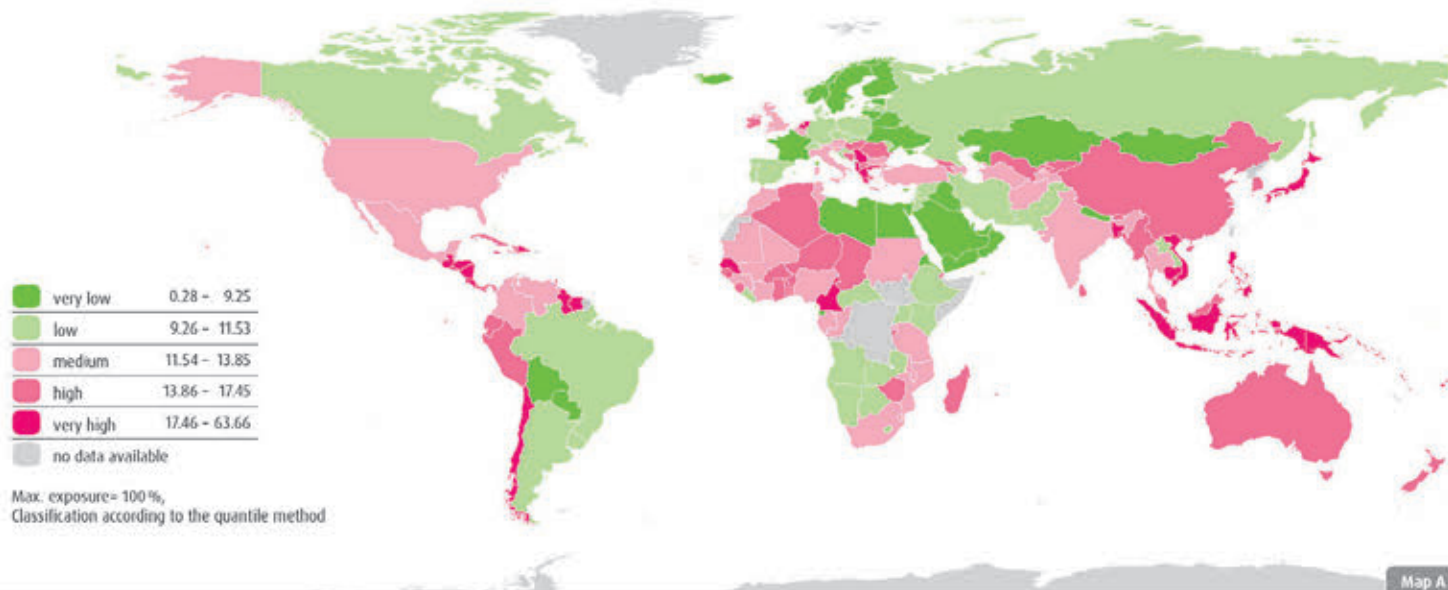 very low 0.28 – 9.25
low 9.26 – 11.53
medium 11.54 – 13.85
high 13.86 – 17.45
very high 17.46 – 63.66
no data available
Max. exposure= 100 %,
Classification according to the quantile method
Map A